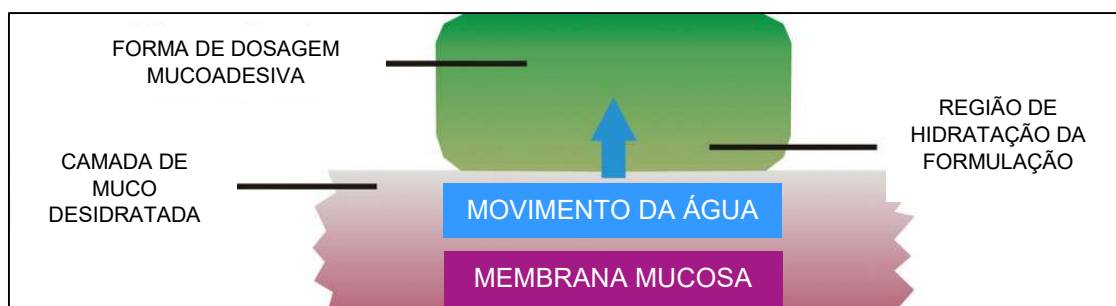 FORMA DE DOSAGEM
MUCOADESIVA
REGIÃO DE
HIDRATAÇÃO DA
FORMULAÇÃO
CAMADA DE
MUCO
DESIDRATADA
MOVIMENTO DA ÁGUA
MEMBRANA MUCOSA